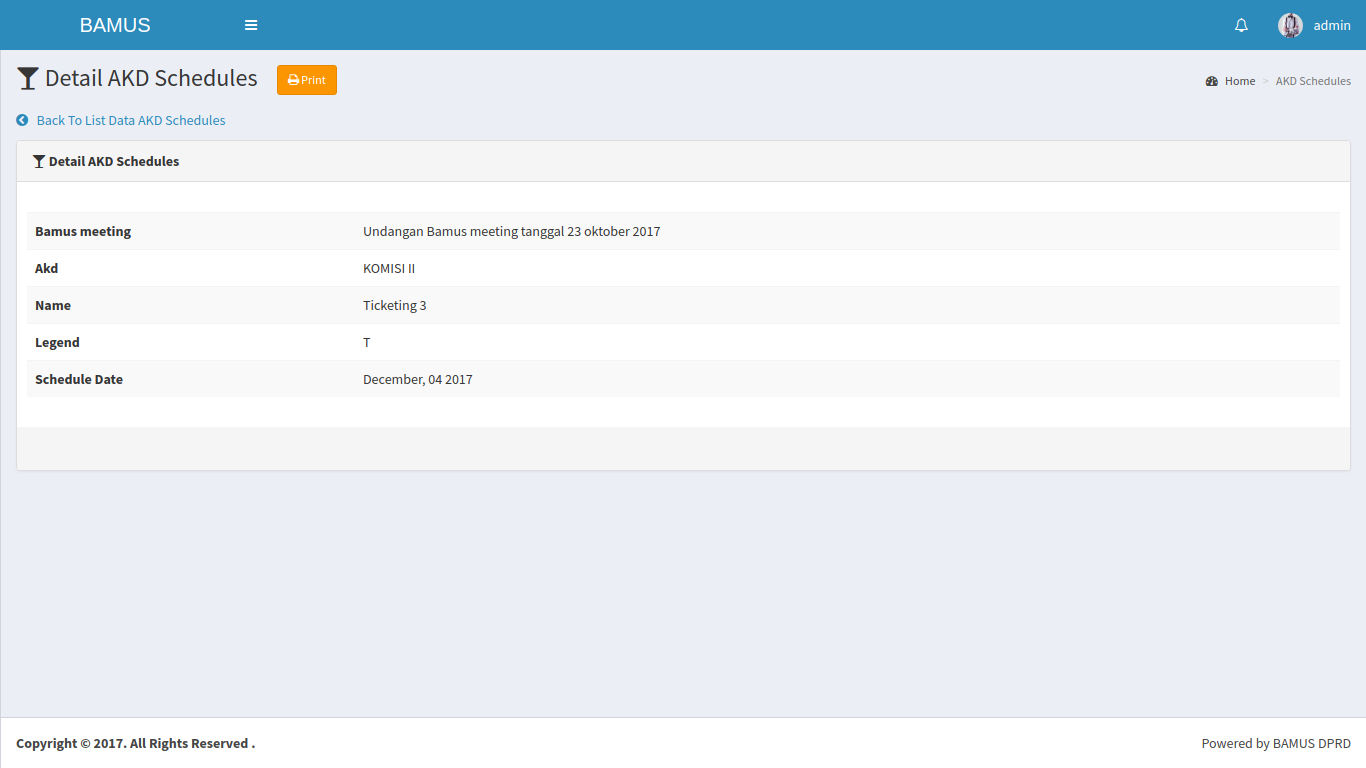 BAMUS
admin
Detail AKD Schedules
Print
Home > AKD Schedules
Back To List Data AKD Schedules
Detail AKD Schedules
Bamus meeting Undangan Bamus meeting tanggal 23 oktober 2017
Akd KOMISI II
Name Ticketing 3
Legend T
Schedule Date December, 04 2017
Copyright © 2017. All Rights Reserved .
Powered by BAMUS DPRD